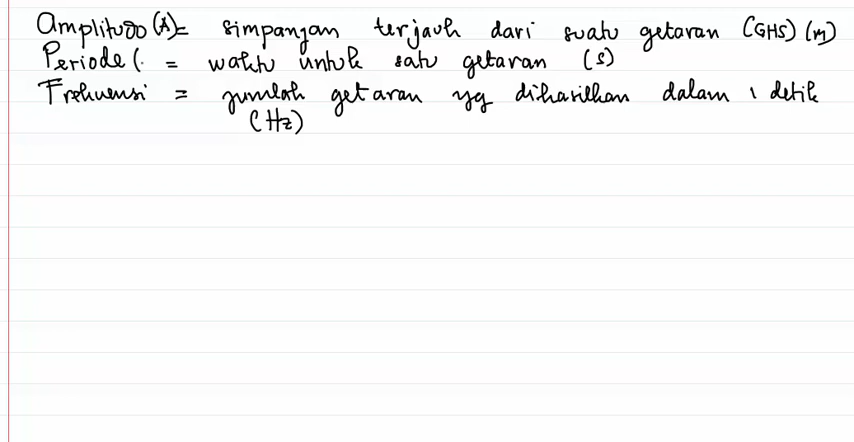 Amplitudo (A) = simpangan terjauh dari suatu getaran (GHS) (m)
Periode ( = waktu untuk satu getaran (s)
Frekuensi = jumlah getaran yg dihasilkan dalam 1 detik
(Hz)